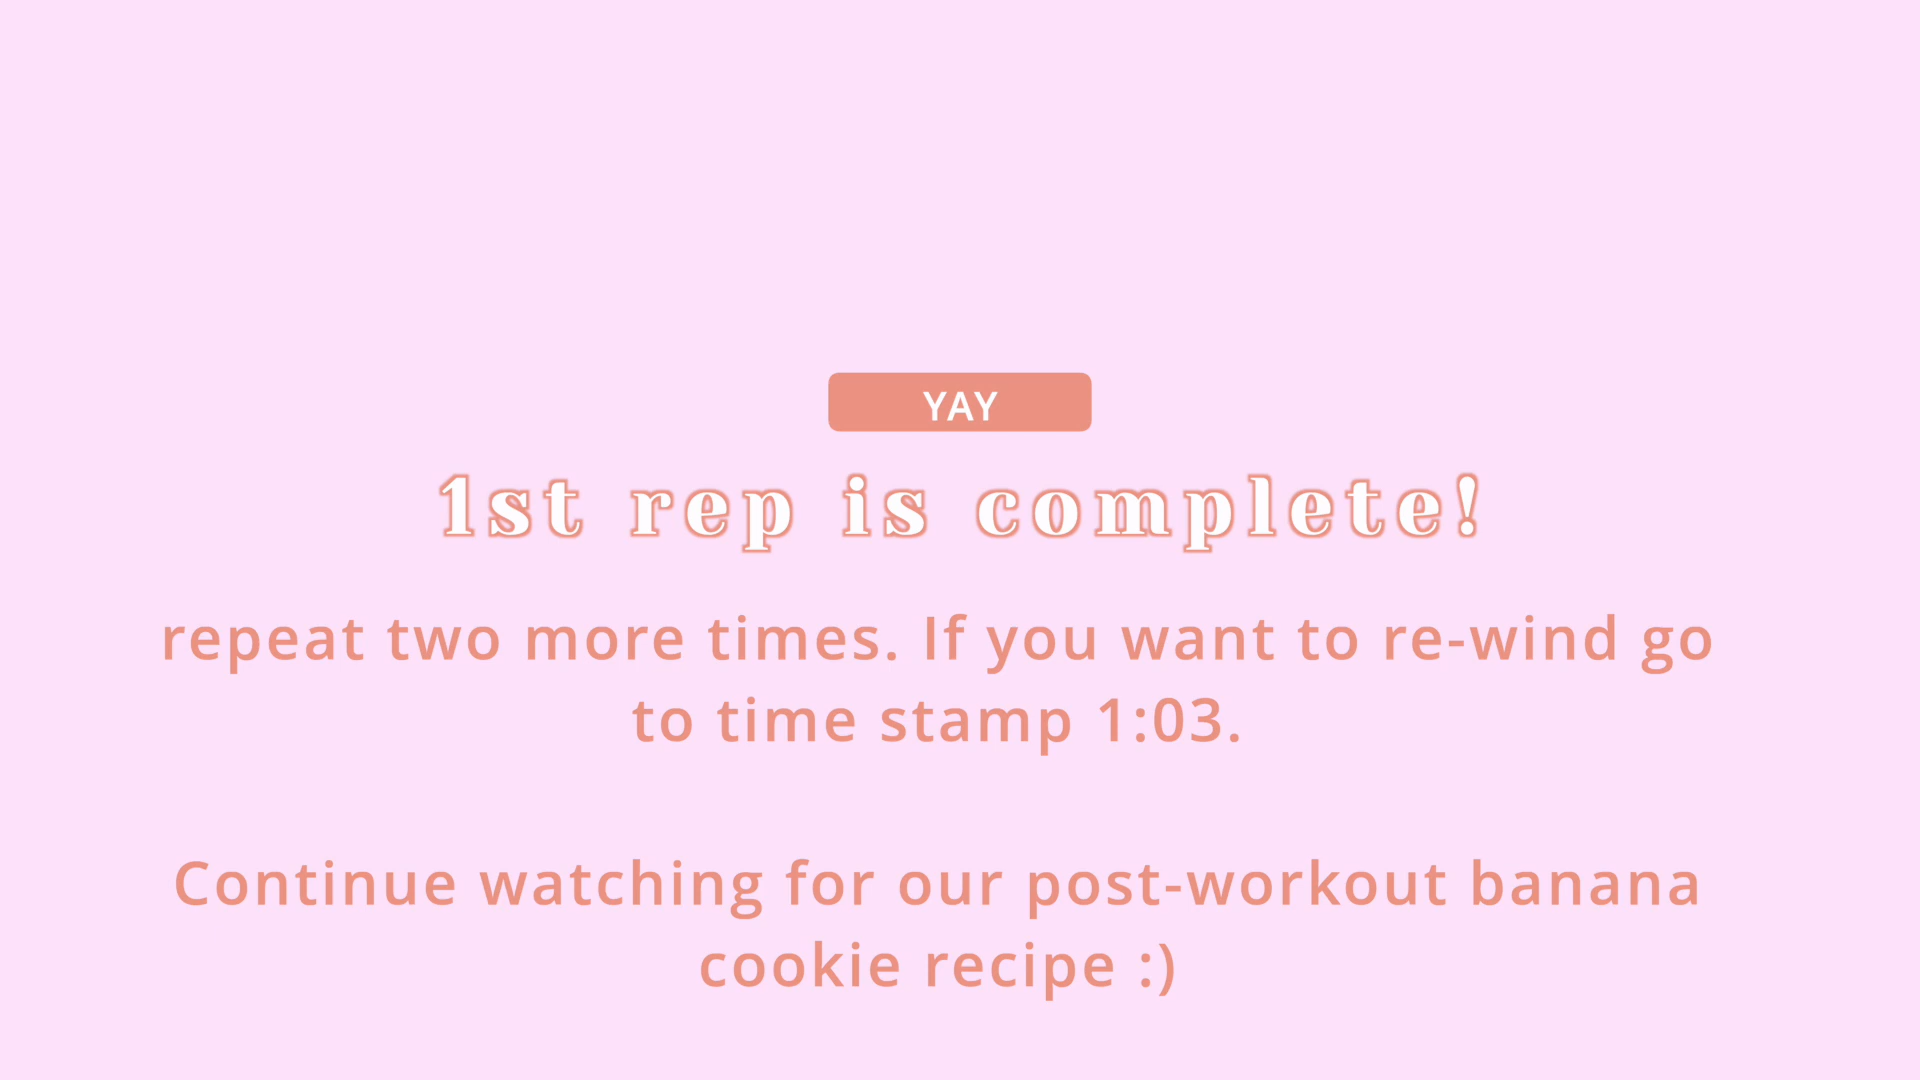 YAY
1st rep is complete!
repeat two more times. If you want to re-wind go
to time stamp 1:03.
Continue watching for our post-workout banana
cookie recipe :)